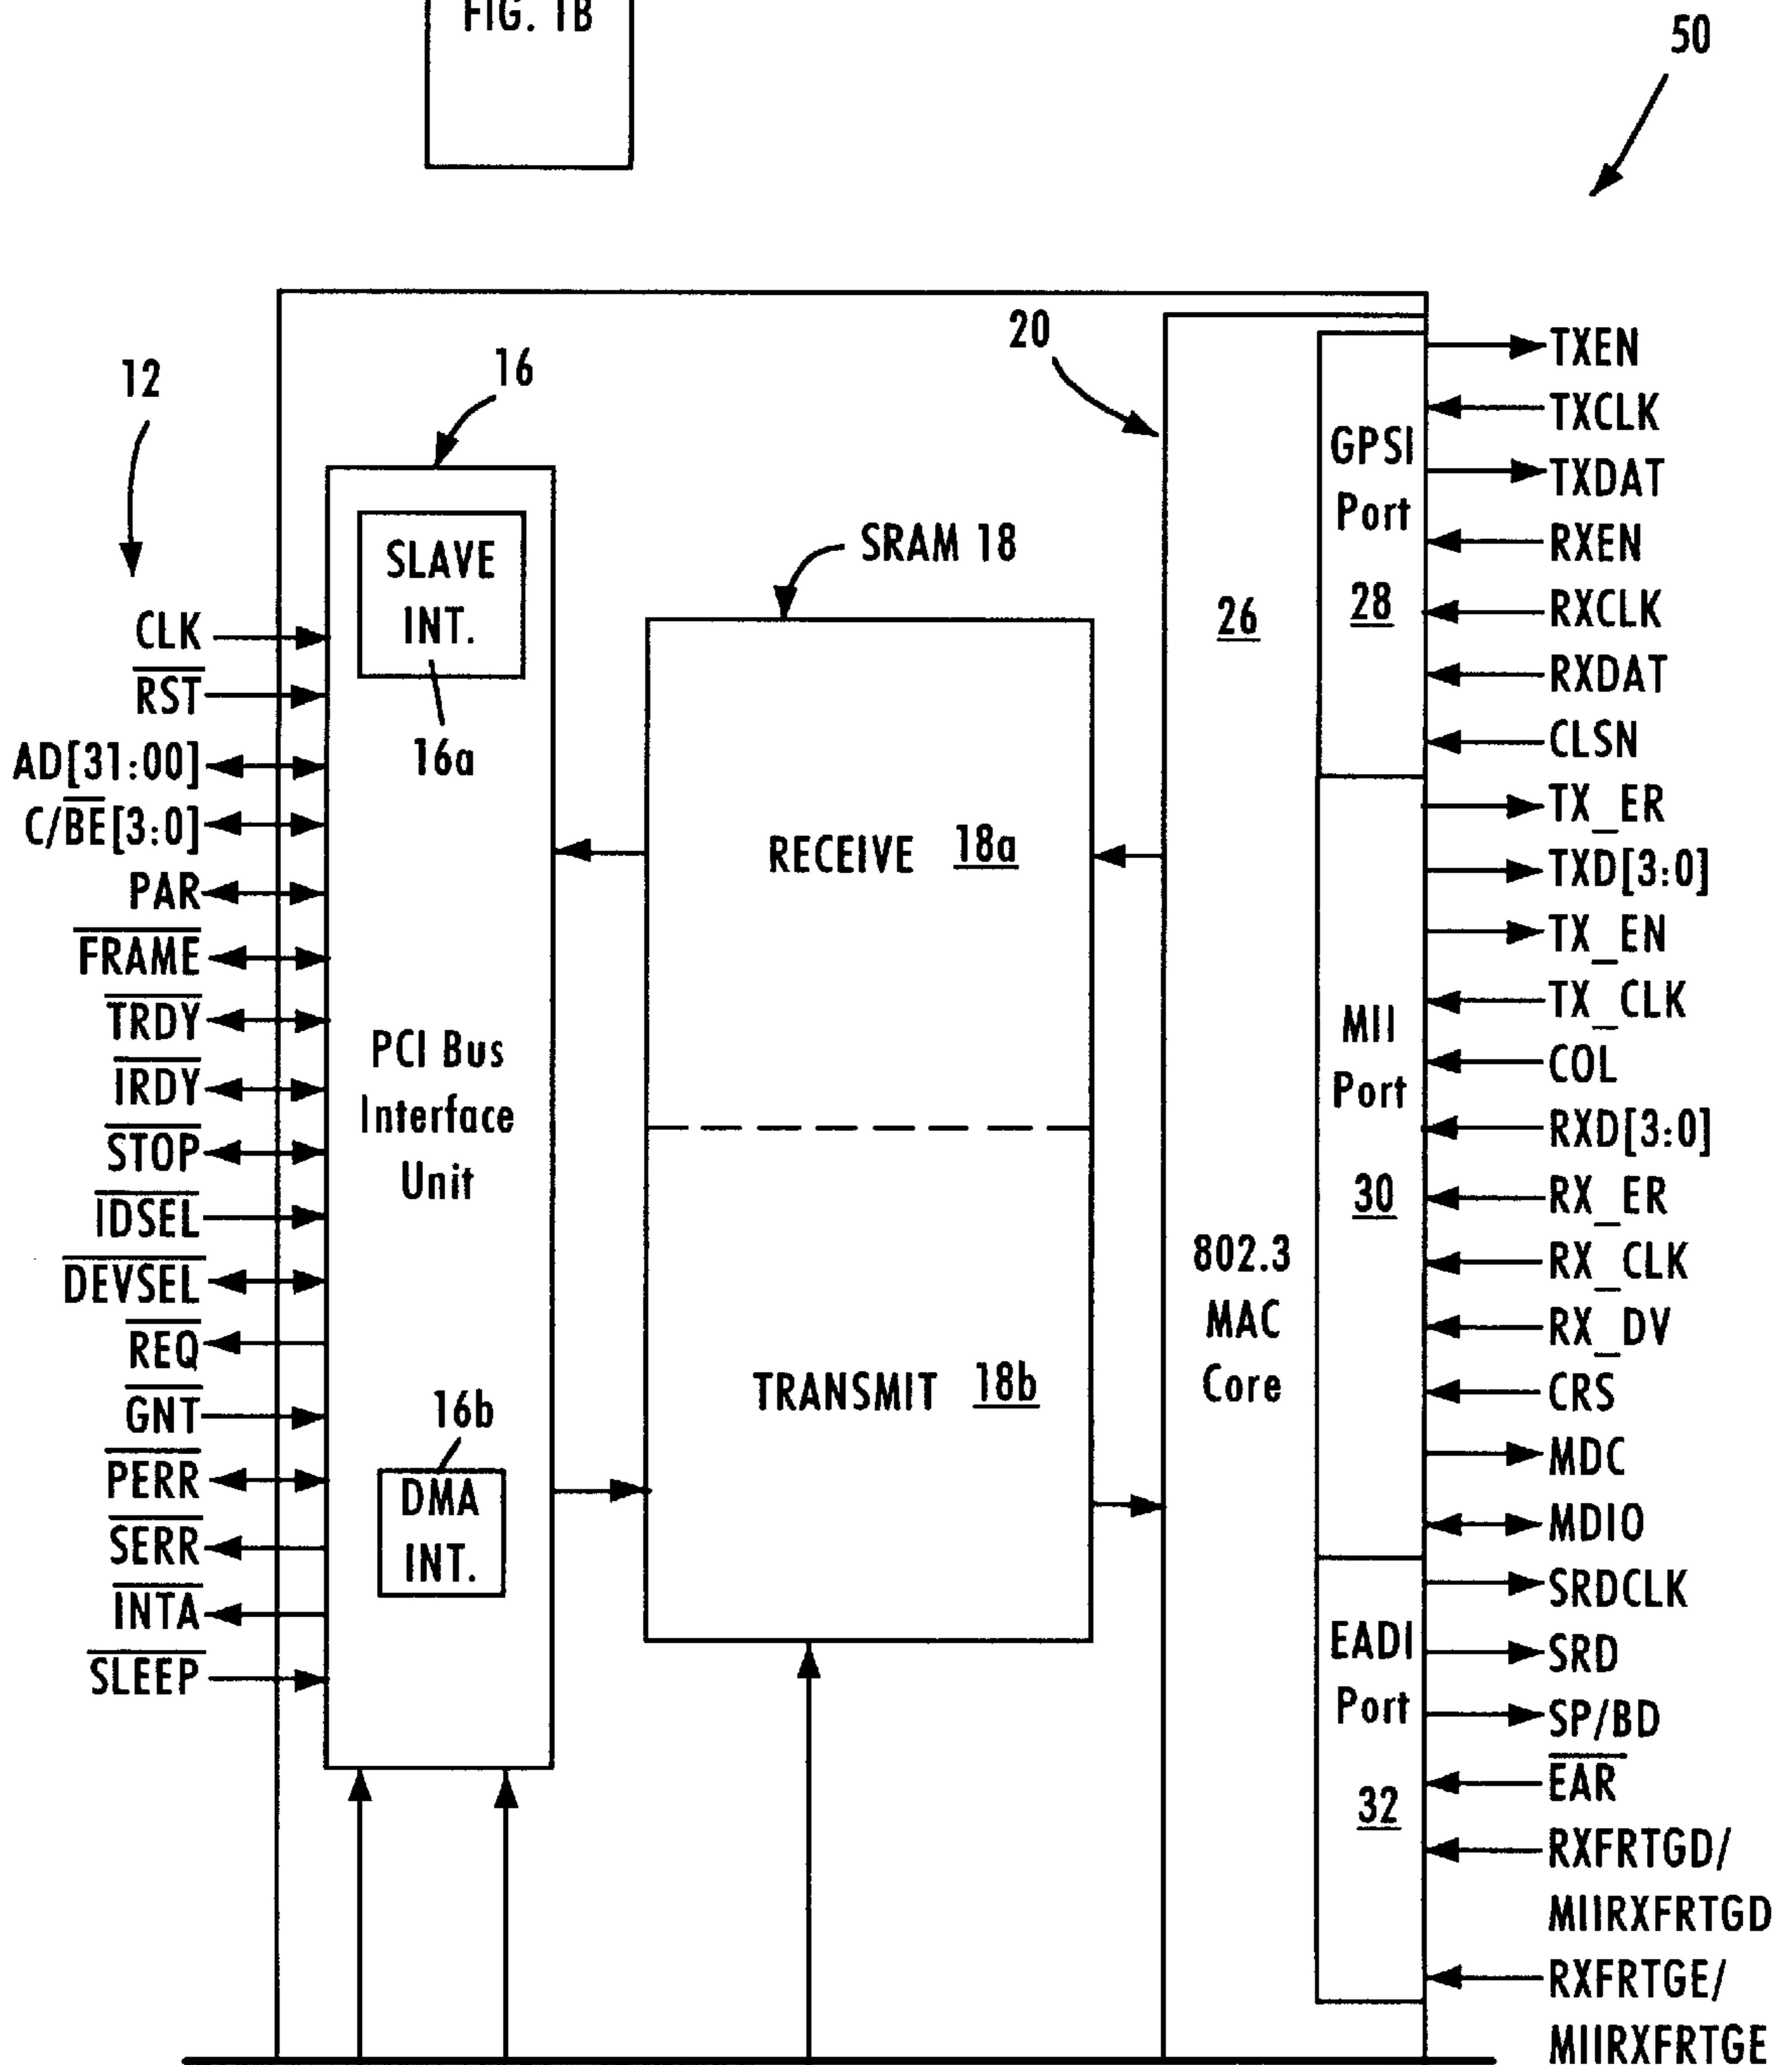 FIG. 1B
50
12
16
20
SLAVE
INT.
16a
SRAM 18
CLK
RST
AD[31:00]
C/BE[3:0]
PAR
FRAME
TRDY
IRDY
STOP
IDSEL
DEVSEL
REQ
GNT
PERR
SERR
INTA
SLEEP
PCI Bus
Interface
Unit
16b
DMA
INT.
RECEIVE 18a
TRANSMIT 18b
26
802.3
MAC
Core
GPSI
Port
28
MII
Port
30
EADI
Port
32
TXEN
TXCLK
TXDAT
RXEN
RXCLK
RXDAT
CLSN
TX_ER
TXD[3:0]
TX_EN
TX_CLK
COL
RXD[3:0]
RX_ER
RX_CLK
RX_DV
CRS
MDC
MDIO
SRDCLK
SRD
SP/BD
EAR
RXFRTGD/
MIIRXFRTGD
RXFRTGE/
MIIRXFRTGE